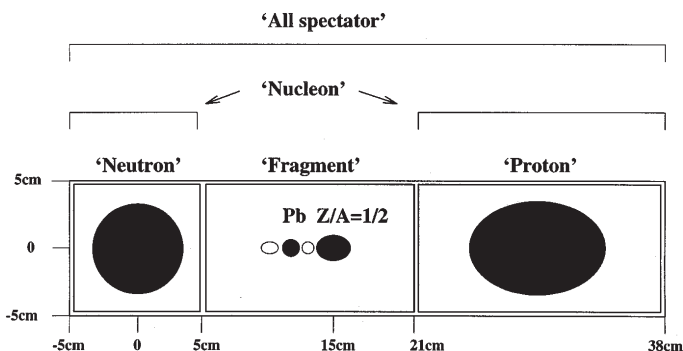 ‘All spectator’
‘Nucleon’
‘Neutron’ ‘Fragment’ ‘Proton’
5cm
Pb Z/A=1/2
0
-5cm
-5cm 0 5cm 15cm 21cm 38cm